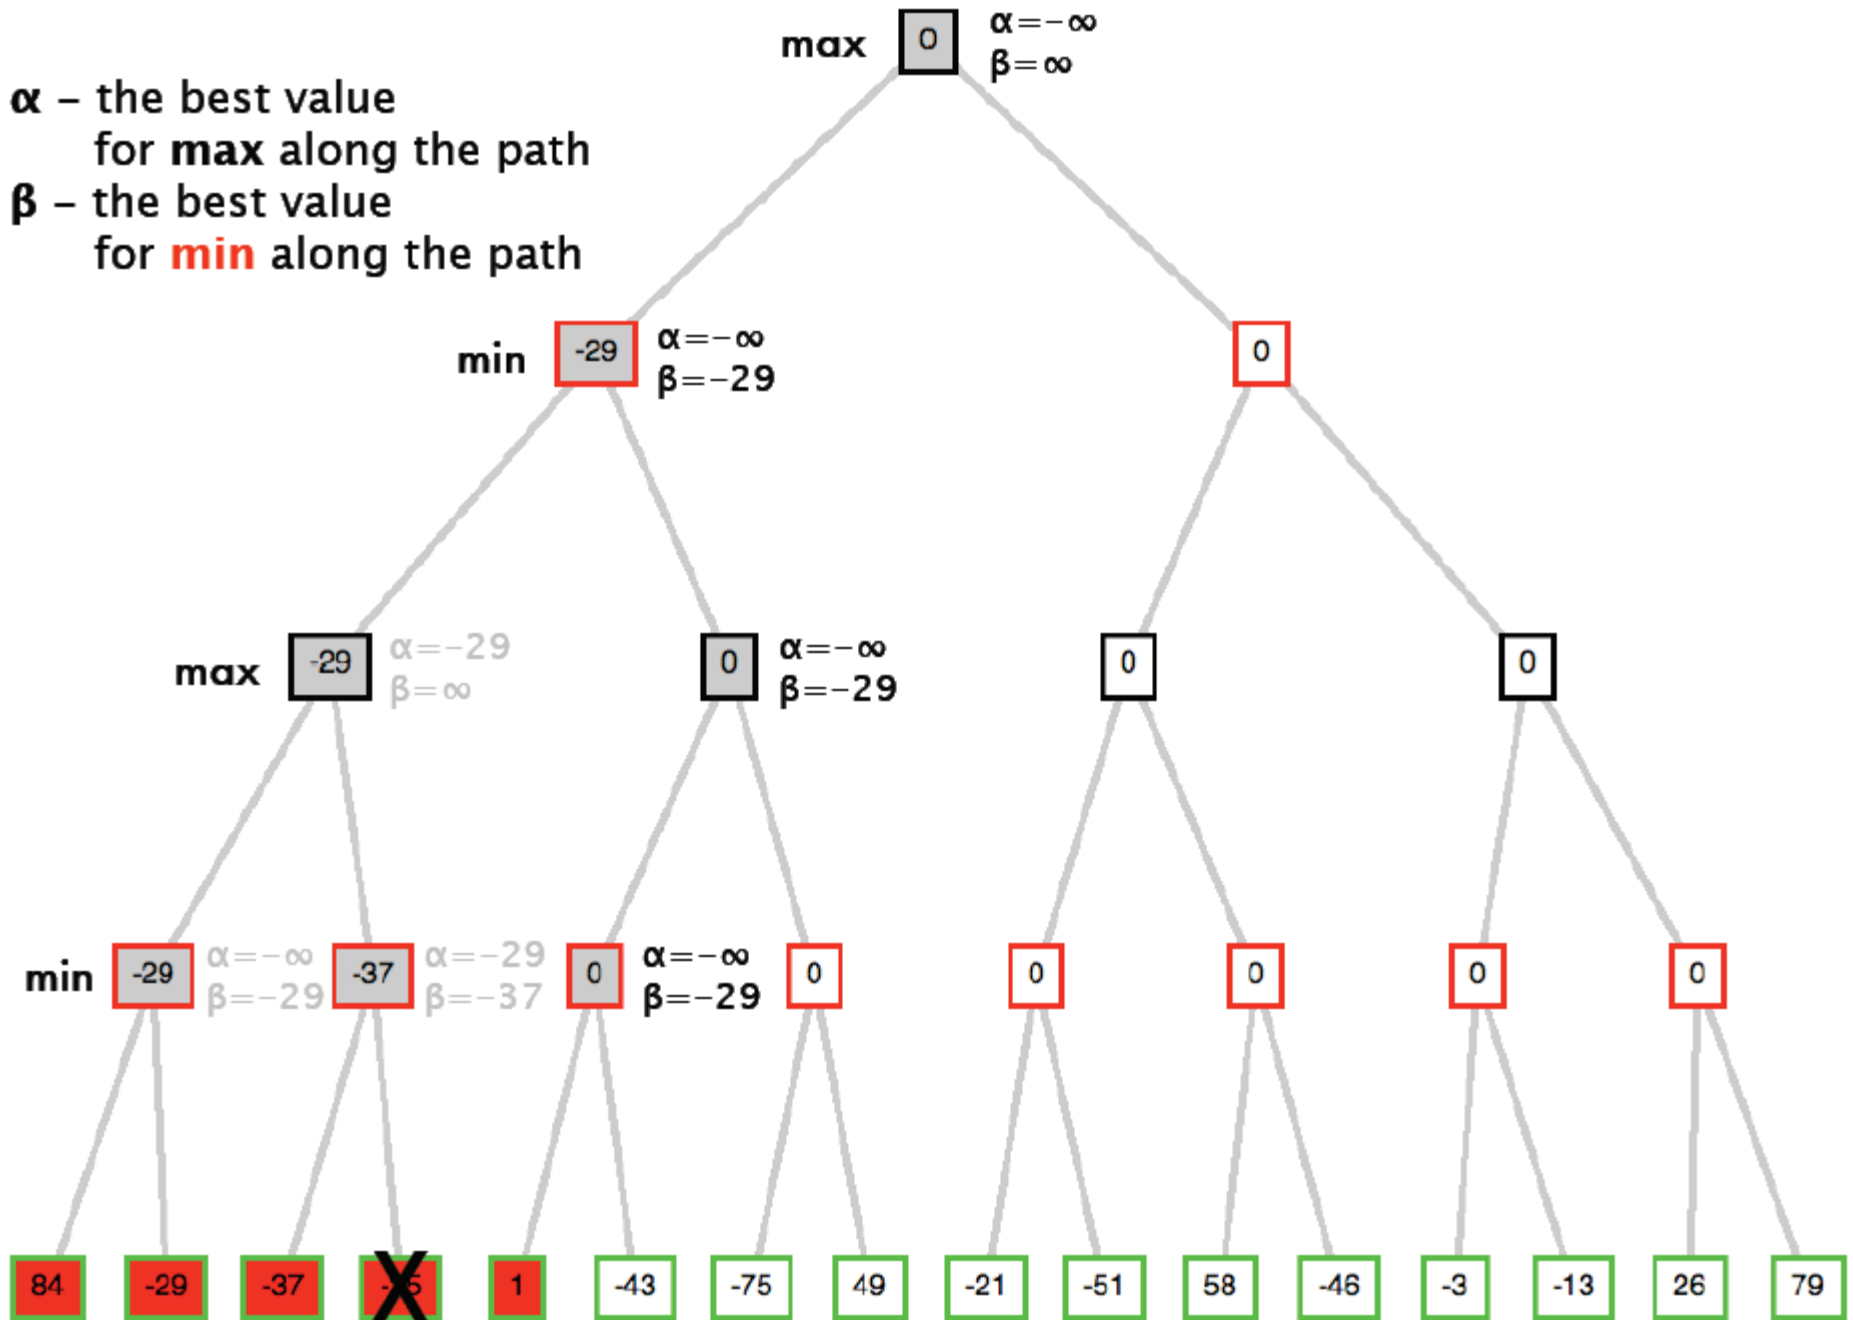 max 0 α=−∞
β=∞
α – the best value
for max along the path
β – the best value
for min along the path
min -29 α=−∞
β=−29
0
max -29 α=−29
β=∞
0 α=−∞
β=−29
0
0
min -29 α=−∞
β=−29
-37 α=−29
β=−37
0 α=−∞
β=−29
0
0
0
0
0
84 -29 -37 X 1 -43 -75 49 -21 -51 58 -46 -3 -13 26 79